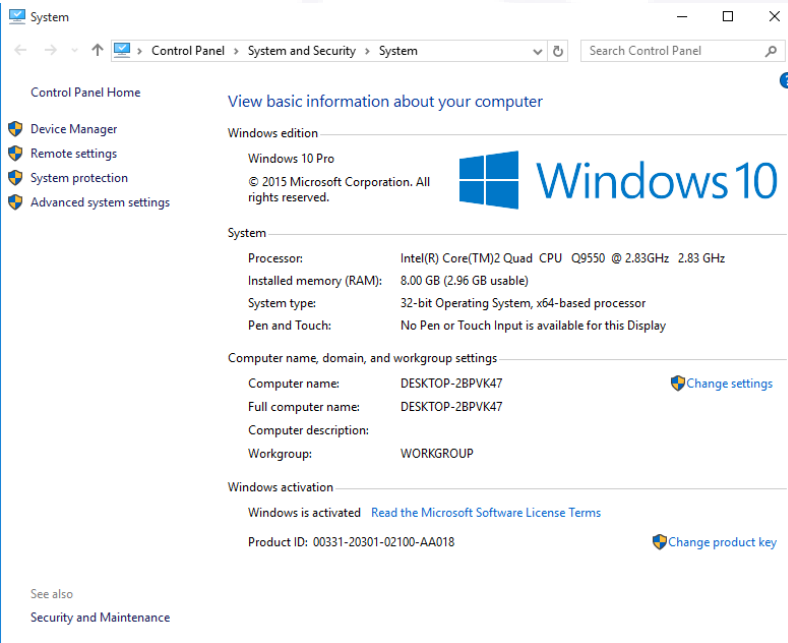 System
Control Panel > System and Security > System
Search Control Panel
Control Panel Home
Device Manager
Remote settings
System protection
Advanced system settings
View basic information about your computer
Windows edition
Windows 10 Pro
© 2015 Microsoft Corporation. All
rights reserved.
Windows 10
System
Processor: Intel(R) Core(TM)2 Quad CPU Q9550 @ 2.83GHz 2.83 GHz
Installed memory (RAM): 8.00 GB (2.96 GB usable)
System type: 32-bit Operating System, x64-based processor
Pen and Touch: No Pen or Touch Input is available for this Display
Computer name, domain, and workgroup settings
Computer name: DESKTOP-2BPVK47
Change settings
Full computer name: DESKTOP-2BPVK47
Computer description:
Workgroup: WORKGROUP
Windows activation
Windows is activated Read the Microsoft Software License Terms
Product ID: 00331-20301-02100-AA018
Change product key
See also
Security and Maintenance